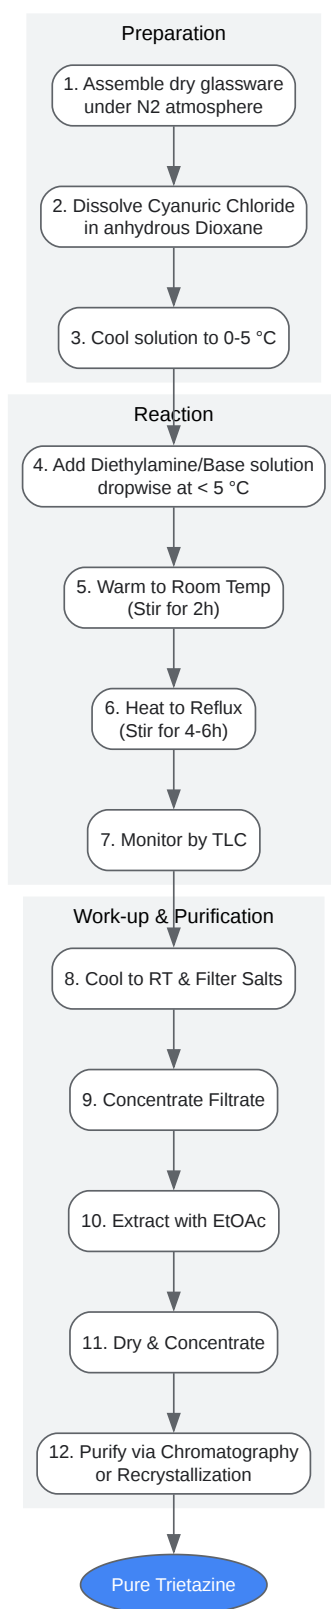 Preparation
1. Assemble dry glassware
under N2 atmosphere
2. Dissolve Cyanuric Chloride
in anhydrous Dioxane
3. Cool solution to 0-5 °C
Reaction
4. Add Diethylamine/Base solution
dropwise at < 5 °C
5. Warm to Room Temp
(Stir for 2h)
6. Heat to Reflux
(Stir for 4-6h)
7. Monitor by TLC
Work-up & Purification
8. Cool to RT & Filter Salts
9. Concentrate Filtrate
10. Extract with EtOAc
11. Dry & Concentrate
12. Purify via Chromatography
or Recrystallization
Pure Trietazine